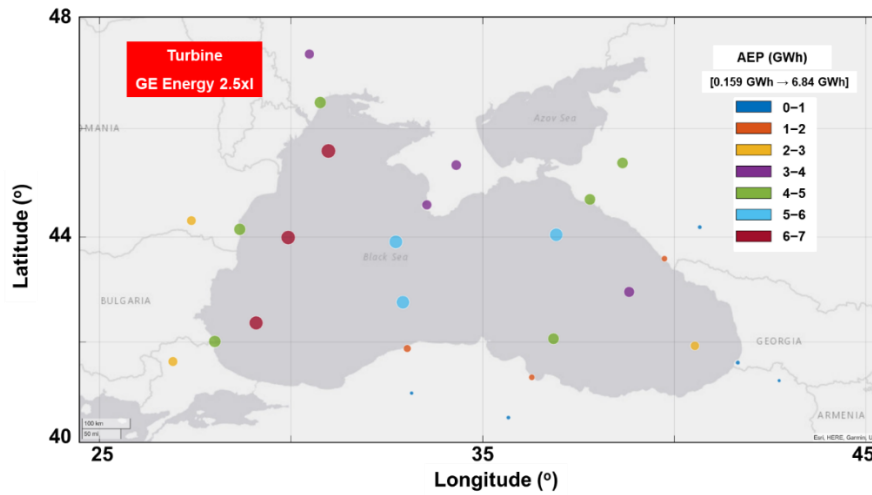 48
Turbine
GE Energy 2.5xl
AEP (GWh)
[0.159 GWh → 6.84 GWh]
0–1
1–2
2–3
3–4
4–5
5–6
6–7
Azov Sea
MANIA
44
Black Sea
BULGARIA
GEORGIA
ARMENIA
100 km
50 mi
Esri, HERE, Garmin, U
40
25
35
45
Latitude (º)
Longitude (º)